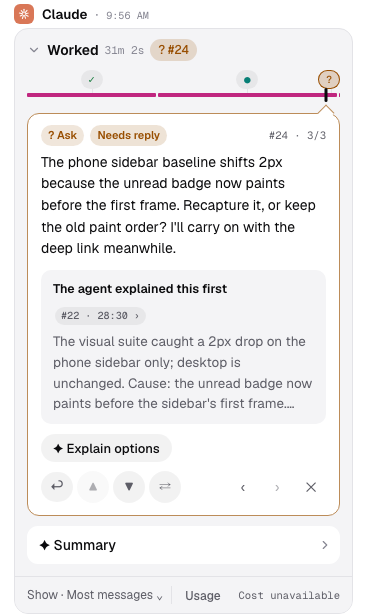 Claude · 9:56 AM
Worked 31m 2s ? #24
✓ ?
? Ask Needs reply #24 · 3/3
The phone sidebar baseline shifts 2px
because the unread badge now paints
before the first frame. Recapture it, or keep
the old paint order? I'll carry on with the
deep link meanwhile.
The agent explained this first
#22 · 28:30 ›
The visual suite caught a 2px drop on the
phone sidebar only; desktop is
unchanged. Cause: the unread badge now
paints before the sidebar's first frame.…
✦ Explain options
✦ Summary
Show · Most messages Usage Cost unavailable